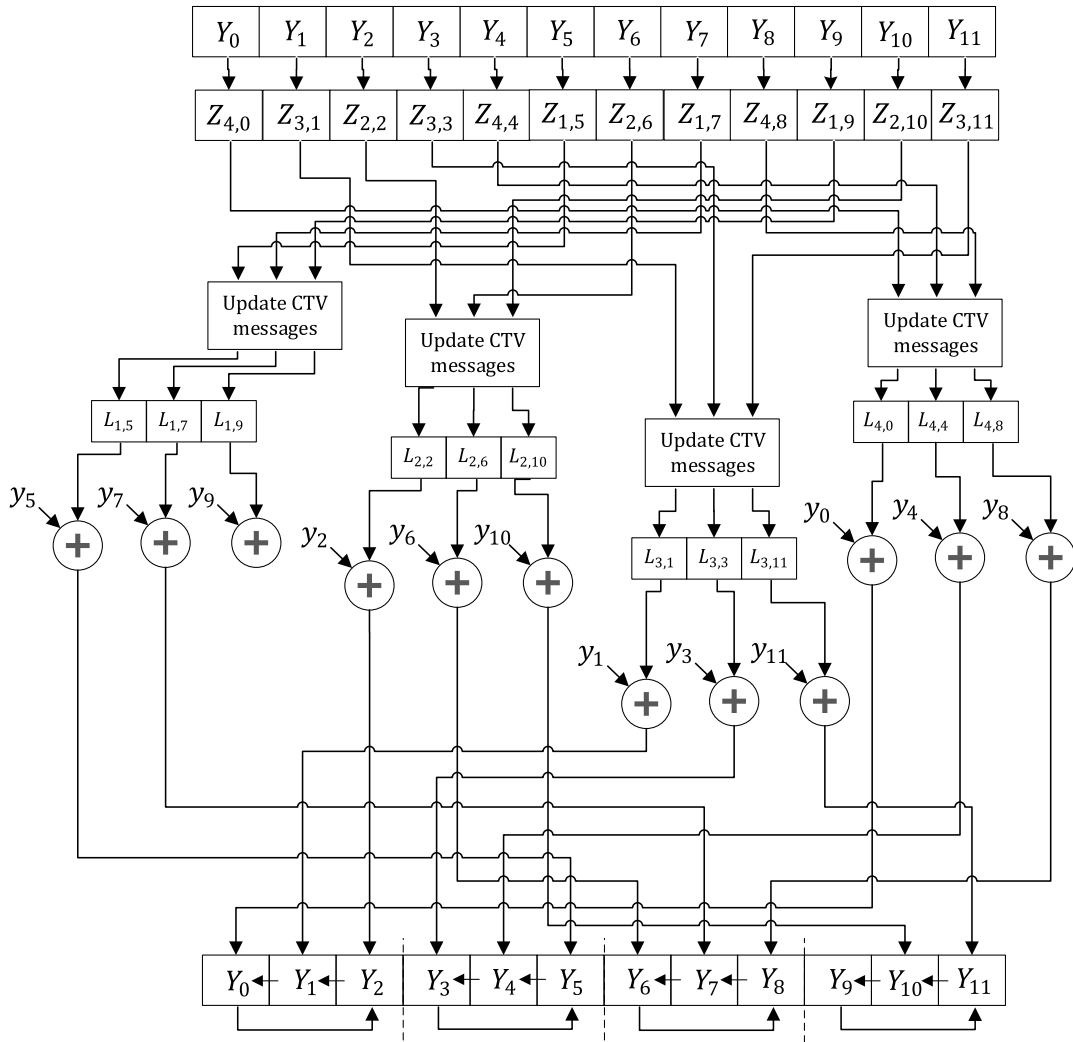 Y₀ Y₁ Y₂ Y₃ Y₄ Y₅ Y₆ Y₇ Y₈ Y₉ Y₁₀ Y₁₁
Z₄,₀ Z₃,₁ Z₂,₂ Z₃,₃ Z₄,₄ Z₁,₅ Z₂,₆ Z₁,₇ Z₄,₈ Z₁,₉ Z₂,₁₀ Z₃,₁₁
Update CTV
messages
Update CTV
messages
Update CTV
messages
Update CTV
messages
L₁,₅ L₁,₇ L₁,₉
L₂,₂ L₂,₆ L₂,₁₀
L₃,₁ L₃,₃ L₃,₁₁
L₄,₀ L₄,₄ L₄,₈
y₅ y₇ y₉
y₂ y₆ y₁₀
y₁ y₃ y₁₁
y₀ y₄ y₈
+ + +
+ + +
+ + +
+ + +
Y₀ Y₁ Y₂ Y₃ Y₄ Y₅ Y₆ Y₇ Y₈ Y₉ Y₁₀ Y₁₁